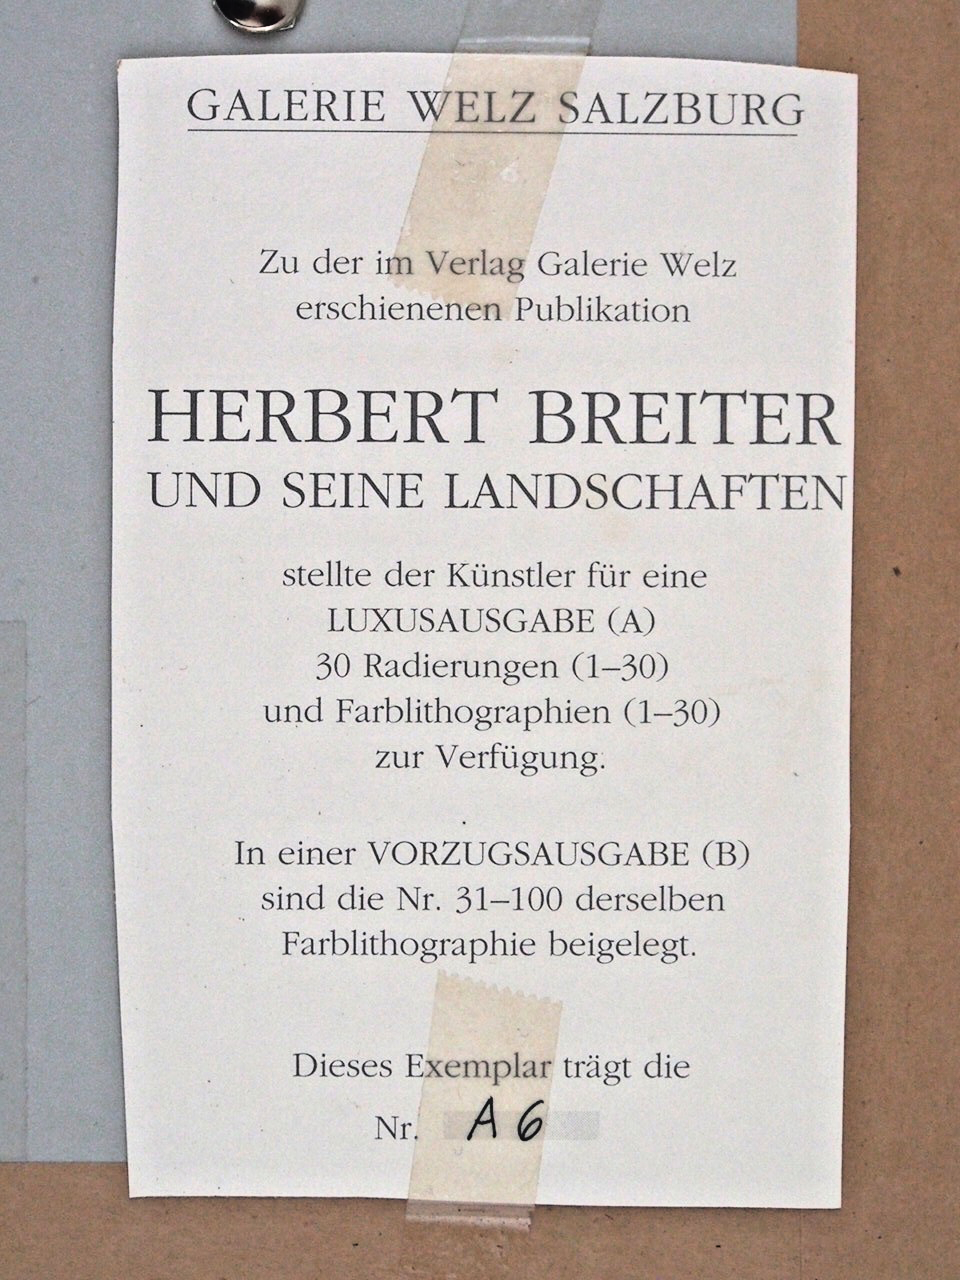 GALERIE WELZ SALZBURG
Zu der im Verlag Galerie Welz
erschienenen Publikation
HERBERT BREITER
UND SEINE LANDSCHAFTEN
stellte der Künstler für eine
LUXUSAUSGABE (A)
30 Radierungen (1–30)
und Farblithographien (1–30)
zur Verfügung.
In einer VORZUGSAUSGABE (B)
sind die Nr. 31–100 derselben
Farblithographie beigelegt.
Dieses Exemplar trägt die
Nr. A 6